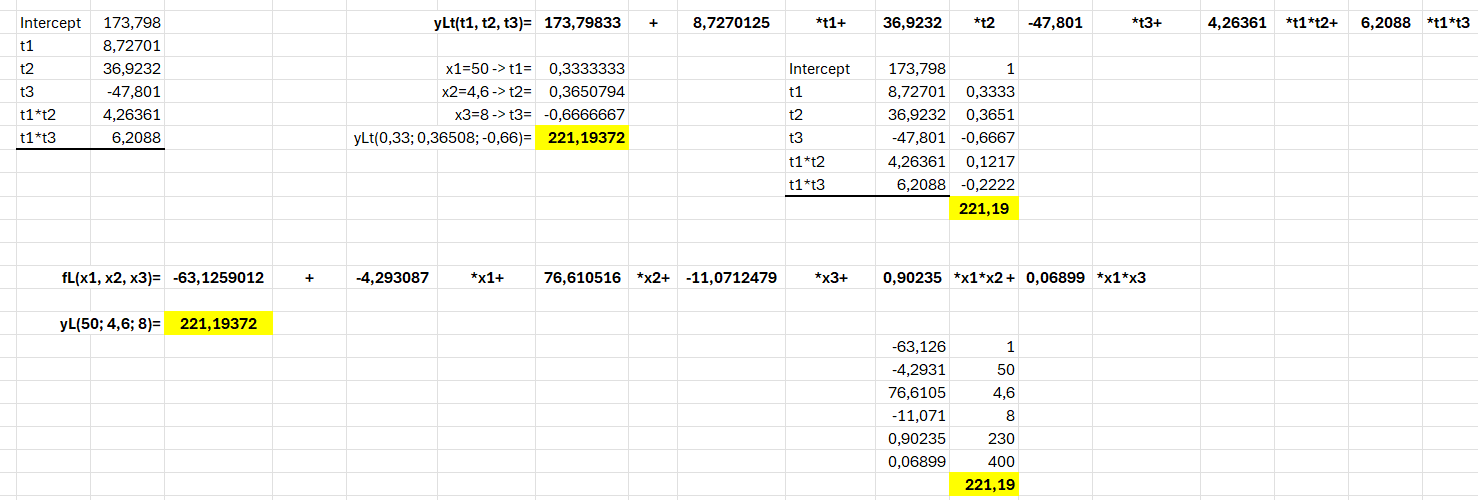 Intercept 173,798 yLt(t1, t2, t3)= 173,79833 + 8,7270125 *t1+ 36,9232 *t2 -47,801 *t3+ 4,26361 *t1*t2+ 6,2088 *t1*t3
t1 8,72701
t2 36,9232 x1=50 -> t1= 0,3333333 Intercept 173,798 1
t3 -47,801 x2=4,6 -> t2= 0,3650794 t1 8,72701 0,3333
t1*t2 4,26361 x3=8 -> t3= -0,6666667 t2 36,9232 0,3651
t1*t3 6,2088 yLt(0,33; 0,36508; -0,66)= 221,19372 t3 -47,801 -0,6667
t1*t2 4,26361 0,1217
t1*t3 6,2088 -0,2222
221,19
fL(x1, x2, x3)= -63,1259012 + -4,293087 *x1+ 76,610516 *x2+ -11,0712479 *x3+ 0,90235 *x1*x2 + 0,06899 *x1*x3
yL(50; 4,6; 8)= 221,19372
-63,126 1
-4,2931 50
76,6105 4,6
-11,071 8
0,90235 230
0,06899 400
221,19